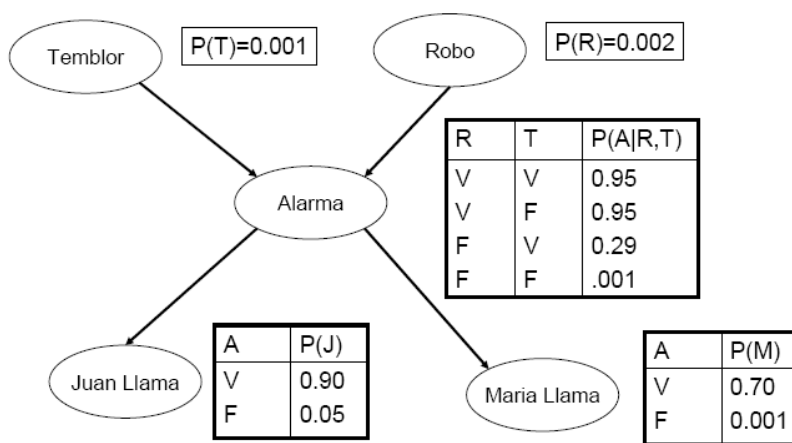 Temblor
P(T)=0.001
Robo
P(R)=0.002
R T P(A|R,T)
V V 0.95
V F 0.95
F V 0.29
F F .001
Alarma
Juan Llama
A P(J)
V 0.90
F 0.05
Maria Llama
A P(M)
V 0.70
F 0.001